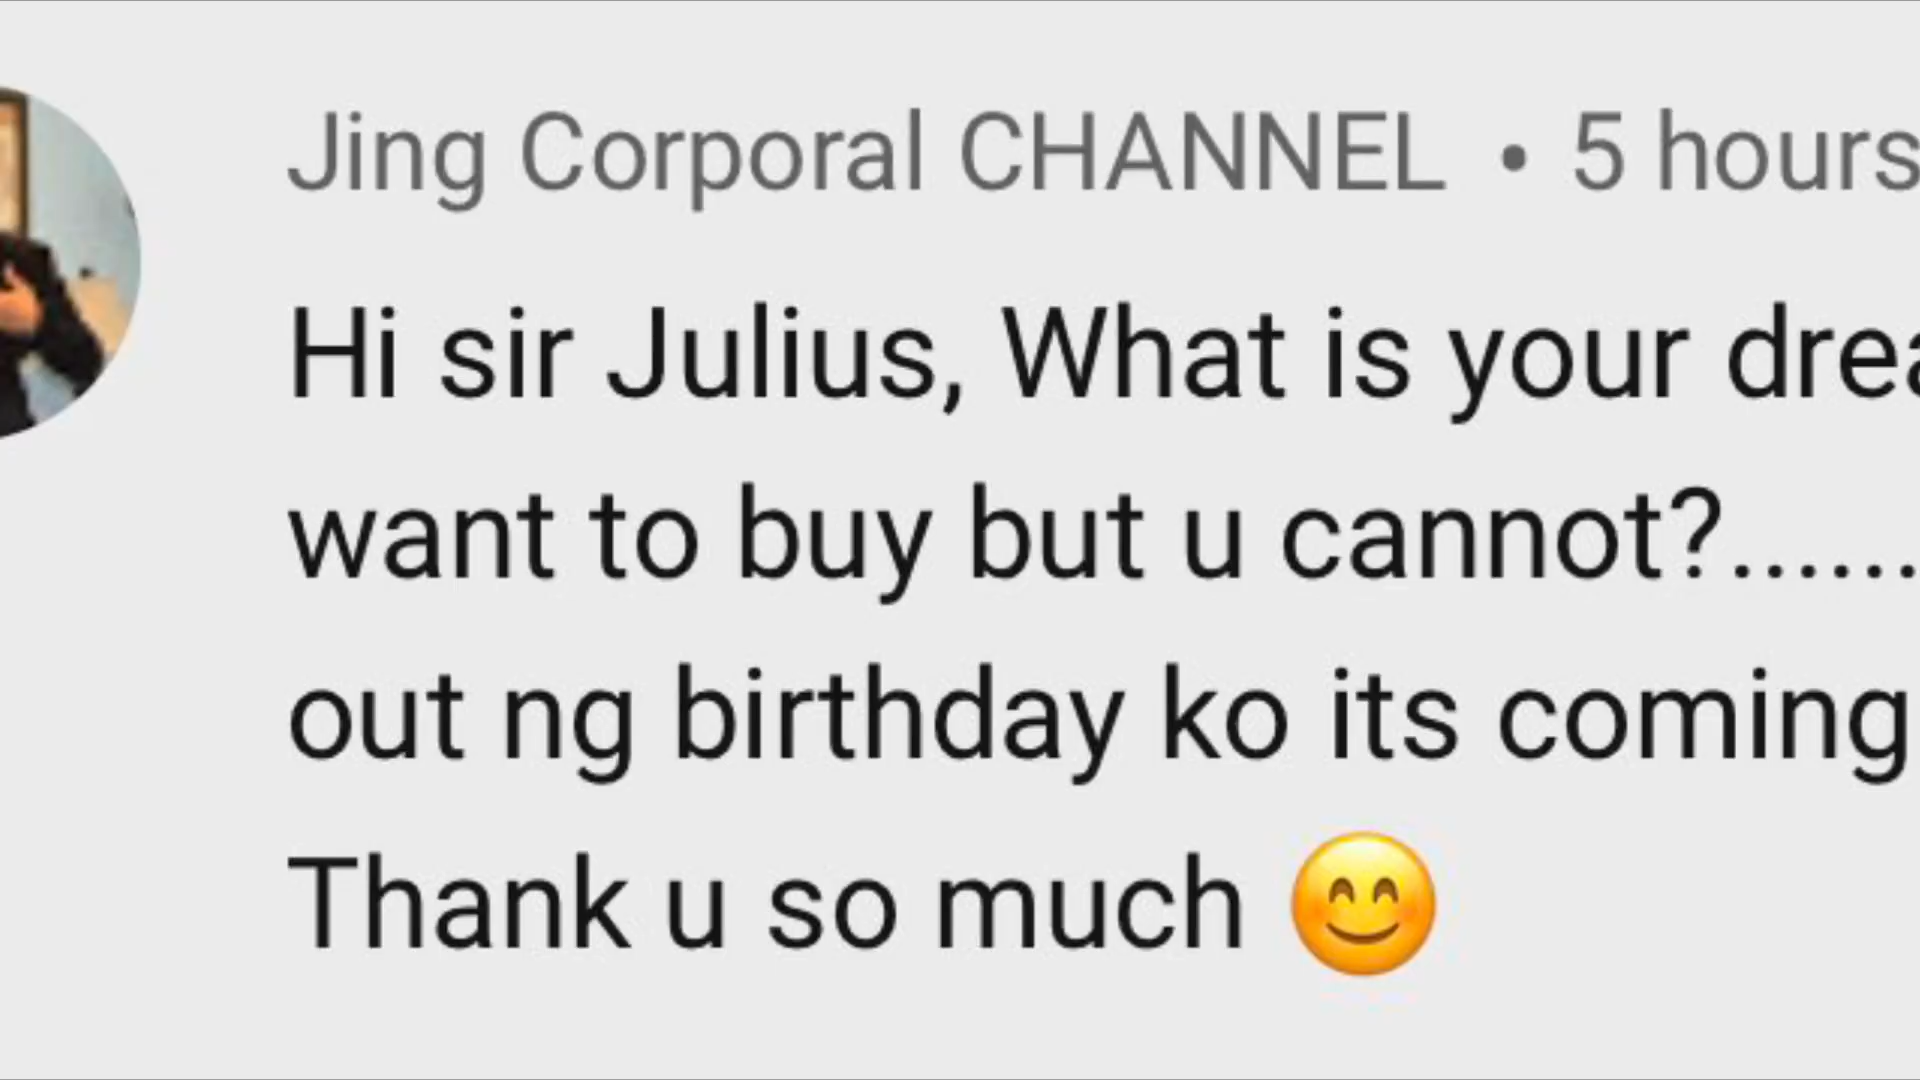 Jing Corporal CHANNEL • 5 hours
Hi sir Julius, What is your
want to buy but u cannot?......
out ng birthday ko its coming
Thank u so much 😊